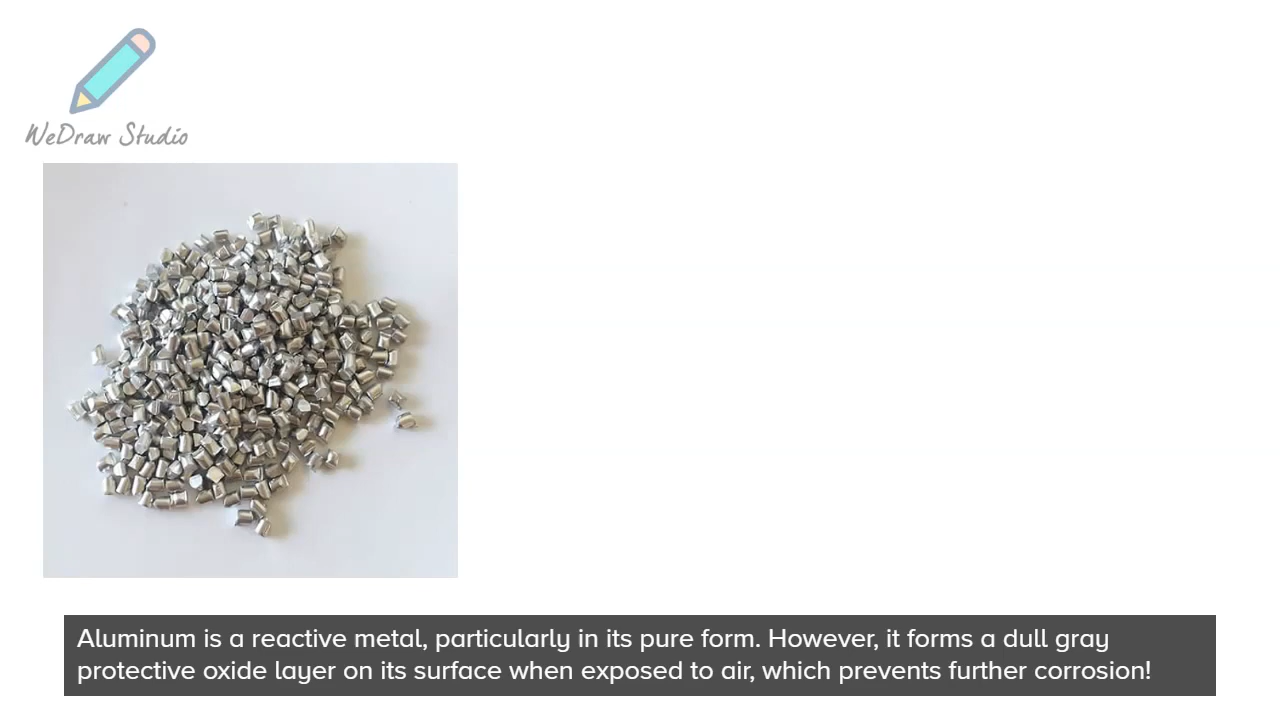 WeDraw Studio
Aluminum is a reactive metal, particularly in its pure form. However, it forms a dull gray
protective oxide layer on its surface when exposed to air, which prevents further corrosion!